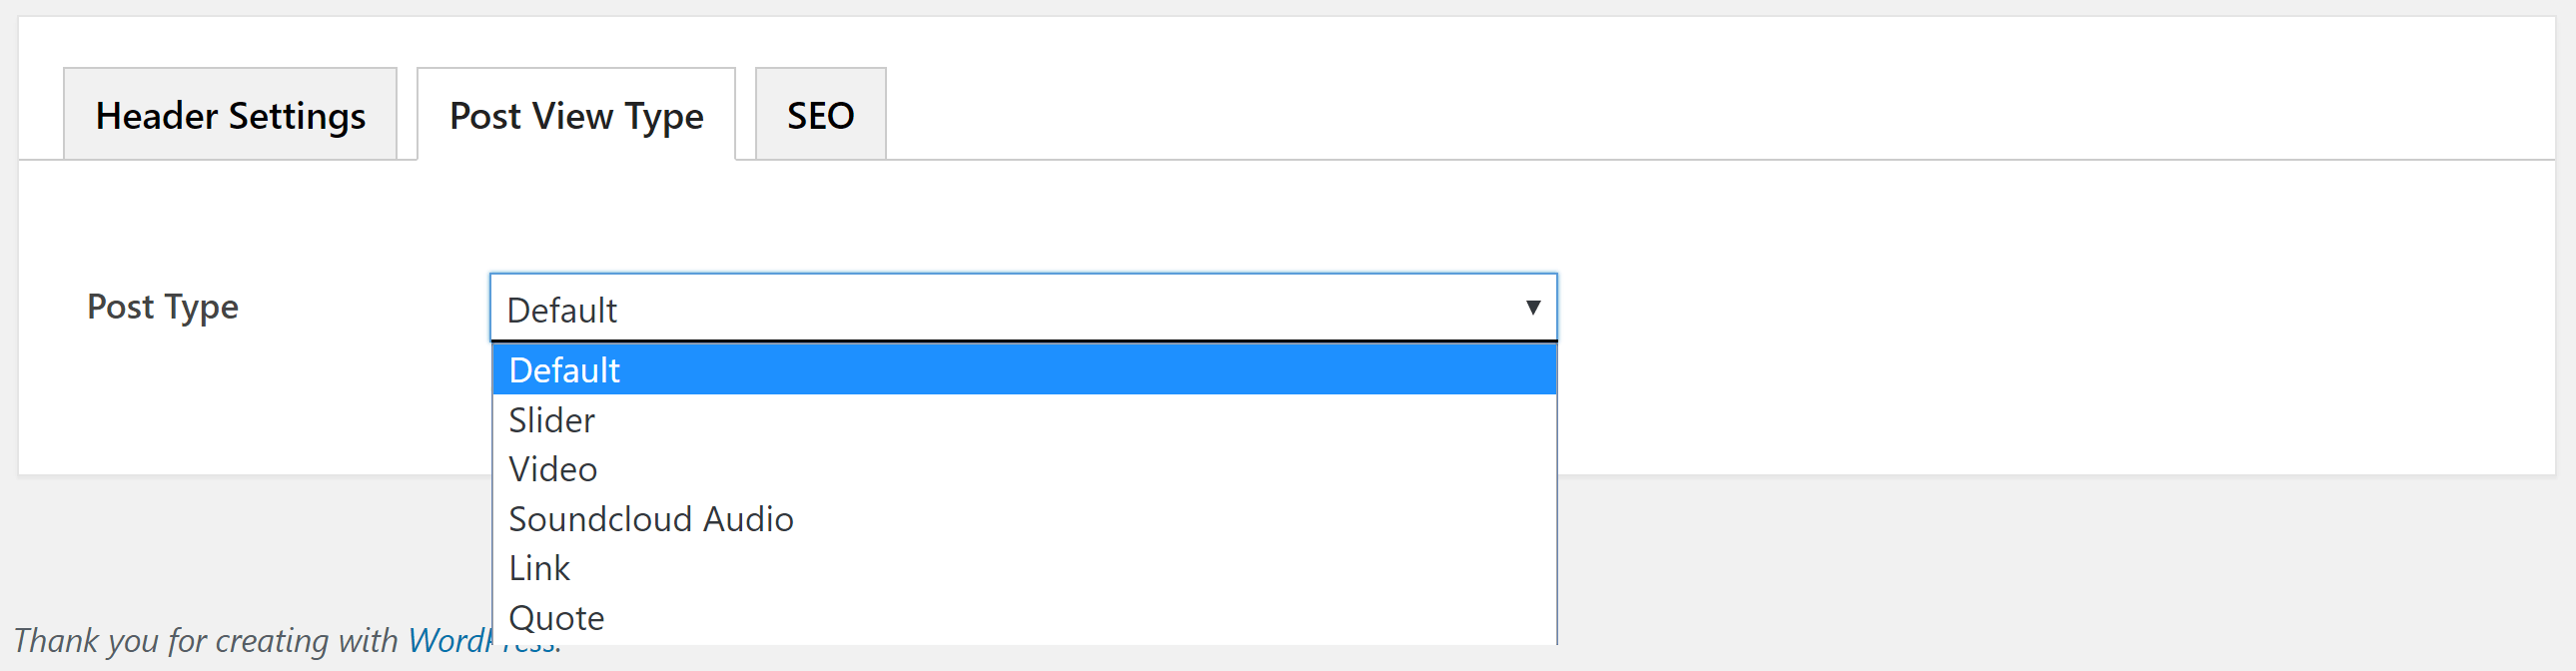 Header Settings Post View Type SEO
Post Type Default
Default
Slider
Video
Soundcloud Audio
Link
Quote
Thank you for creating with WordPress.